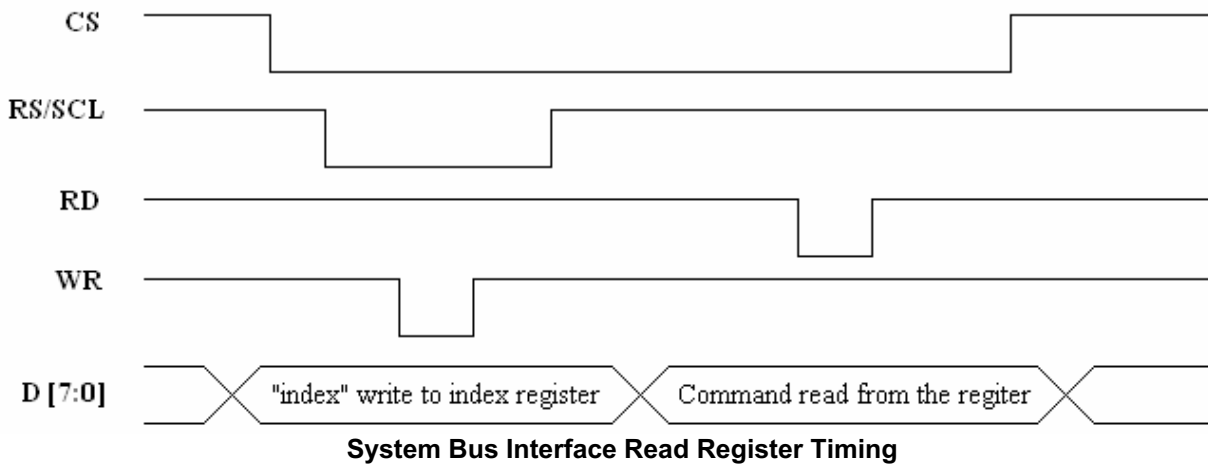 CS
RS/SCL
RD
WR
D [7:0]
"index" write to index register
Command read from the regiter
System Bus Interface Read Register Timing